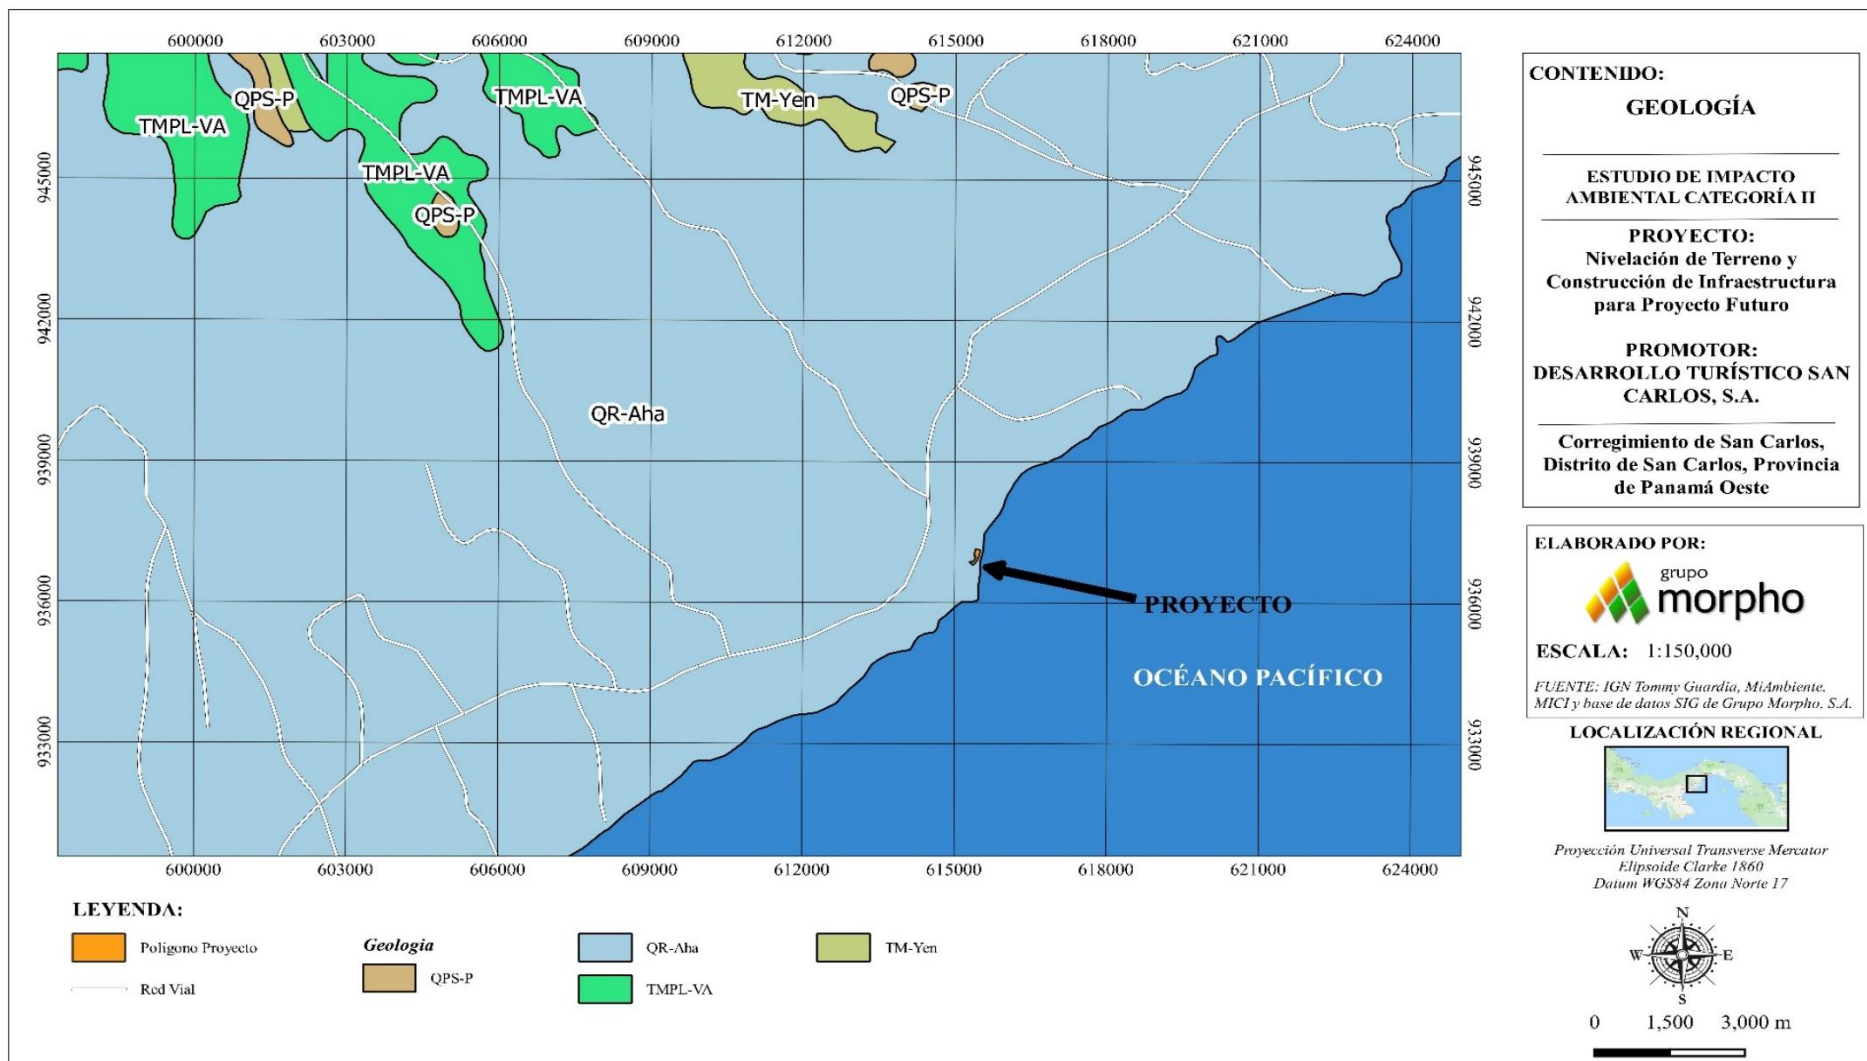 600000 603000 606000 609000 612000 615000 618000 621000 624000
945000
942000
939000
936000
933000
945000
942000
939000
936000
933000
TMPL-VA
QPS-P
TMPL-VA
QPS-P
TMPL-VA
TM-Yen
QPS-P
QR-Aha
PROYECTO
OCÉANO PACÍFICO
600000 603000 606000 609000 612000 615000 618000 621000 624000
LEYENDA:
Poligono Proyecto
Red Vial
Geologia
QPS-P
QR-Aha
TMPL-VA
TM-Yen
CONTENIDO:
GEOLOGÍA
ESTUDIO DE IMPACTO
AMBIENTAL CATEGORÍA II
PROYECTO:
Nivelación de Terreno y
Construcción de Infraestructura
para Proyecto Futuro
PROMOTOR:
DESARROLLO TURÍSTICO SAN
CARLOS, S.A.
Corregimiento de San Carlos,
Distrito de San Carlos, Provincia
de Panamá Oeste
ELABORADO POR:
grupo
morpho
ESCALA: 1:150,000
FUENTE: IGN Tommy Guardia, MiAmbiente,
MICI y base de datos SIG de Grupo Morpho, S.A.
LOCALIZACIÓN REGIONAL
Proyección Universal Transverse Mercator
Elipsoide Clarke 1860
Datum WGS84 Zona Norte 17
N
W E
S
0 1,500 3,000 m